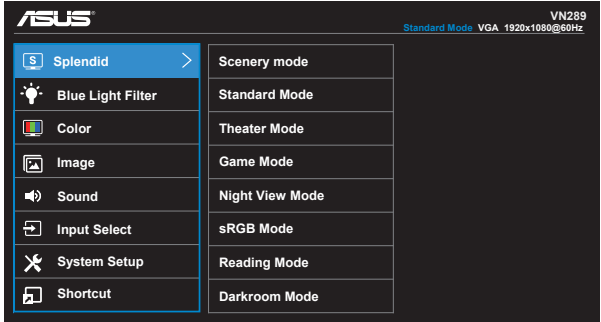 ASUS
VN289
Standard Mode VGA 1920x1080@60Hz
S Splendid >
Blue Light Filter
Color
Image
Sound
Input Select
System Setup
Shortcut
Scenery mode
Standard Mode
Theater Mode
Game Mode
Night View Mode
sRGB Mode
Reading Mode
Darkroom Mode